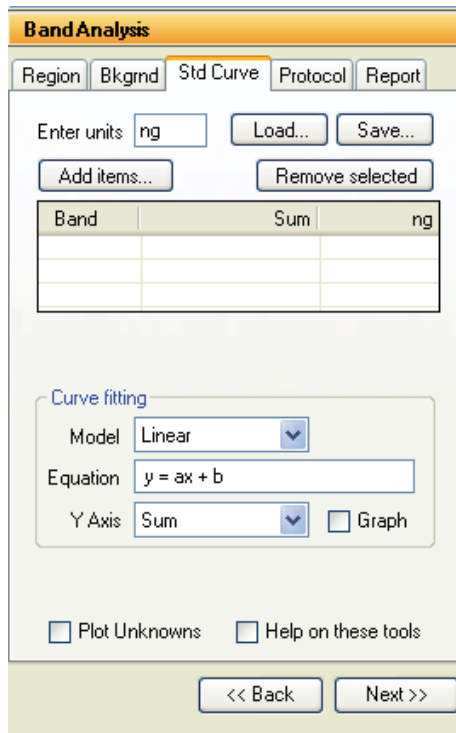 Band Analysis
Region Bkgrnd Std Curve Protocol Report
Enter units ng Load... Save...
Add items... Remove selected
Band Sum ng
Curve fitting
Model Linear
Equation y = ax + b
Y Axis Sum Graph
Plot Unknowns Help on these tools
<< Back Next >>